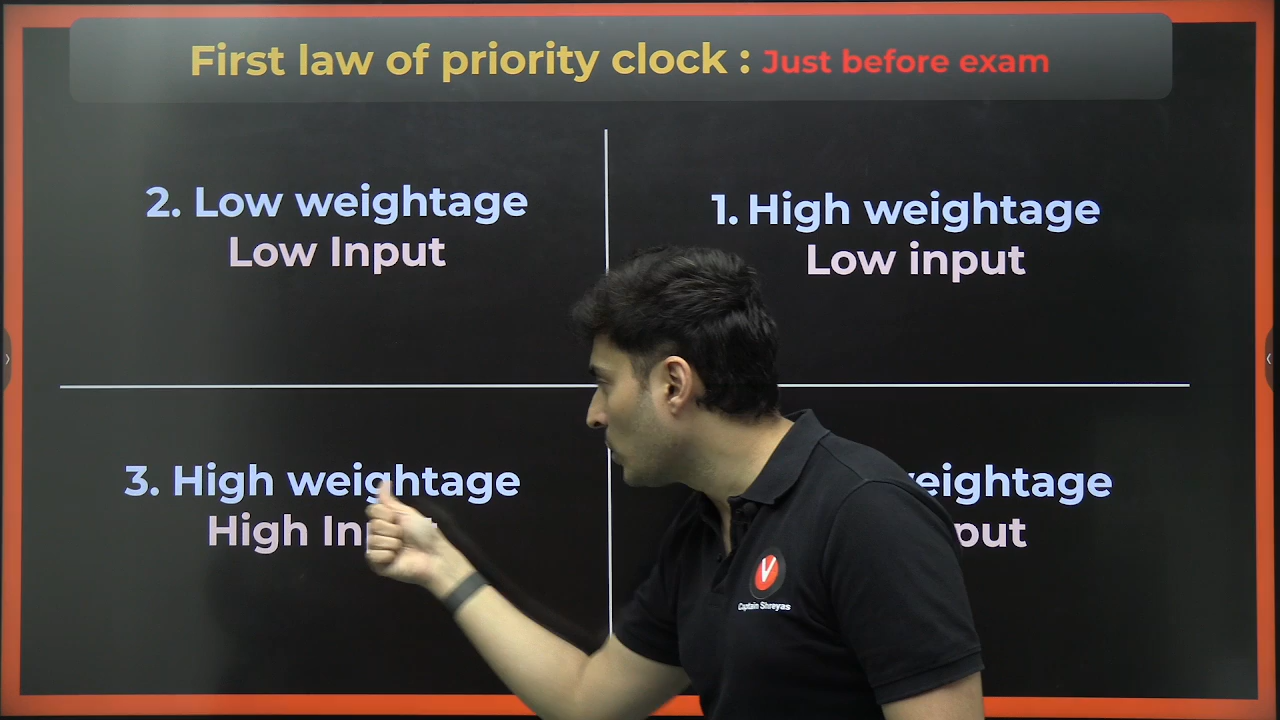 First law of priority clock : Just before exam
2. Low weightage
Low Input
1. High weightage
Low input
3. High weightage
High
Captain Shreyas